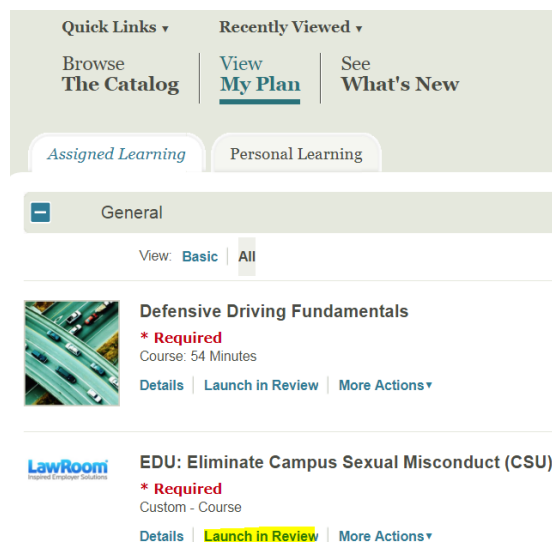 Quick Links ▾ Recently Viewed ▾
Browse View See
The Catalog My Plan What's New
Assigned Learning Personal Learning
General
View: Basic All
Defensive Driving Fundamentals
* Required
Course: 54 Minutes
Details Launch in Review More Actions▾
LawRoom
Inspired Employer Solutions
EDU: Eliminate Campus Sexual Misconduct (CSU)
* Required
Custom - Course
Details Launch in Review More Actions▾